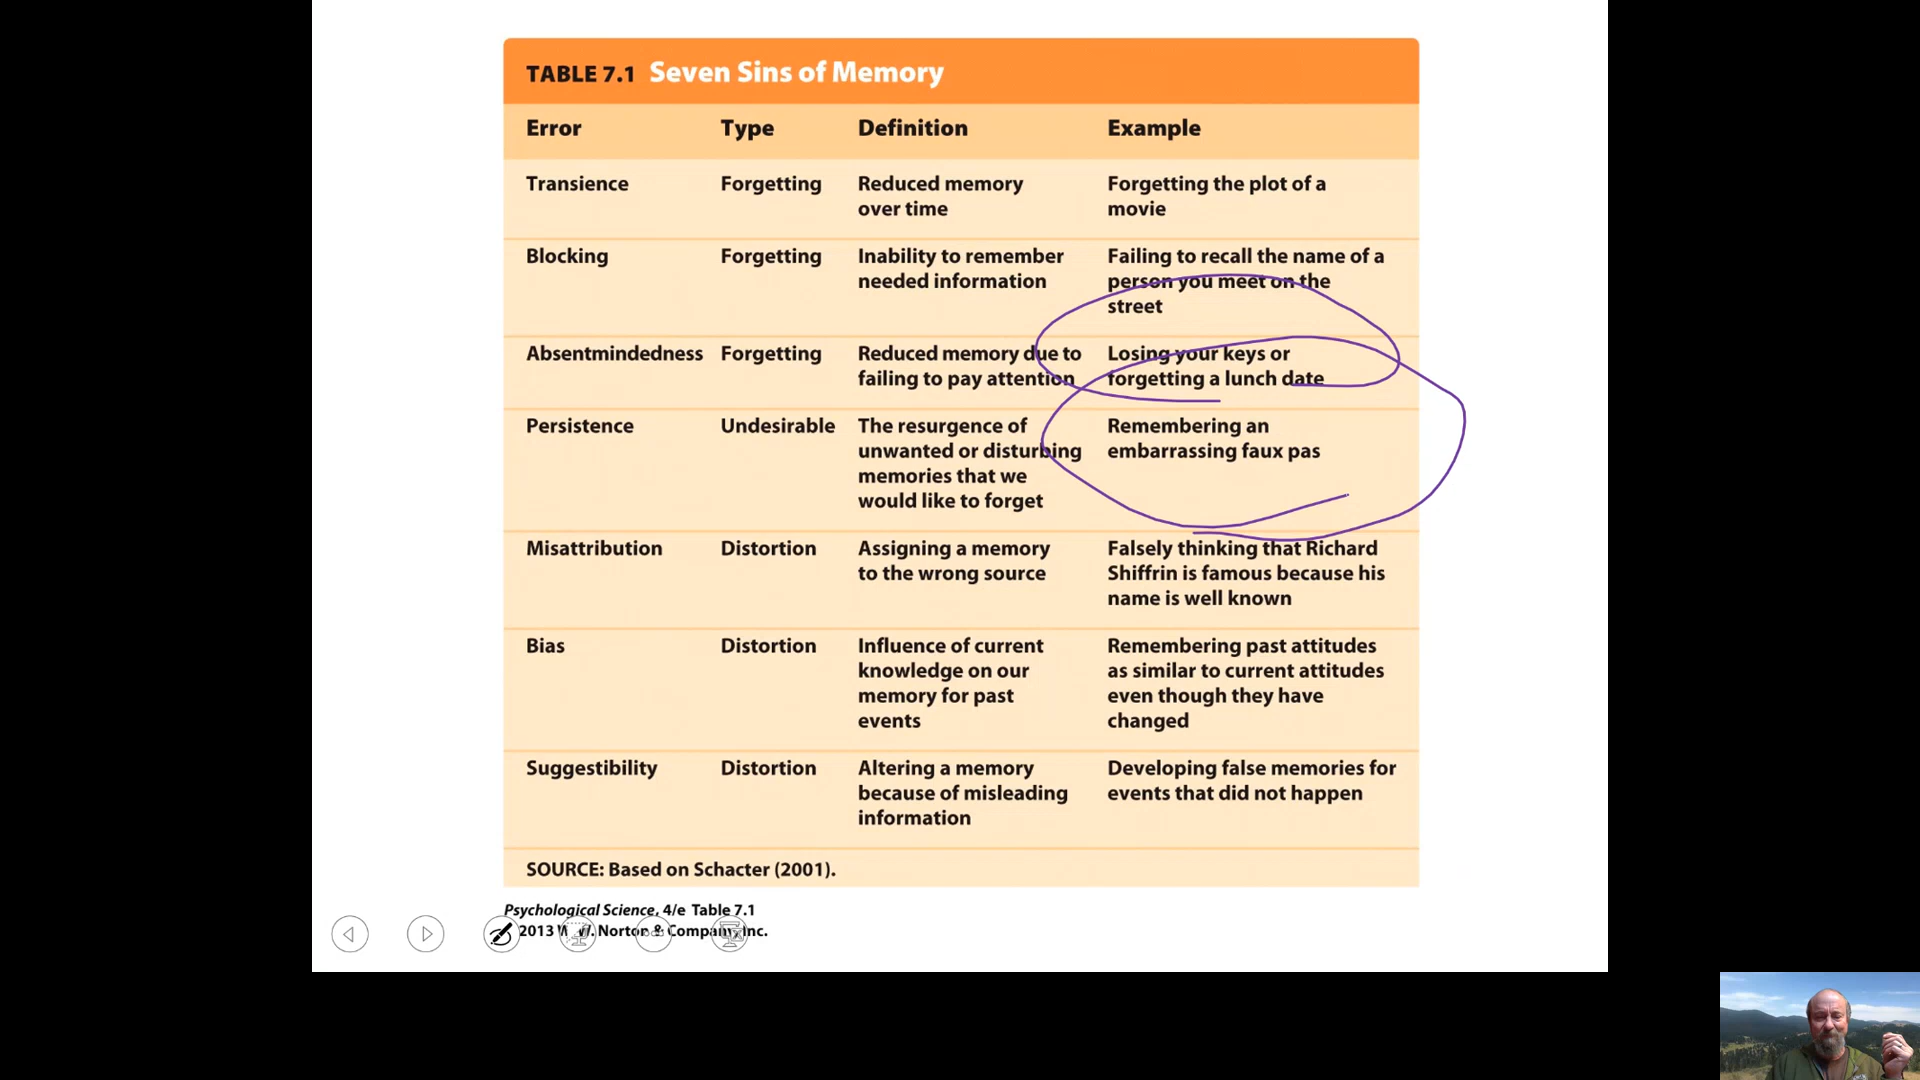 TABLE 7.1 Seven Sins of Memory
Error Type Definition Example
Transience Forgetting Reduced memory Forgetting the plot of a
over time movie
Blocking Forgetting Inability to remember Failing to recall the name of a
needed information person you meet on the
street
Absentmindedness Forgetting Reduced memory due to Losing your keys or
failing to pay attention forgetting a lunch date
Persistence Undesirable The resurgence of Remembering an
unwanted or disturbing embarrassing faux pas
memories that we
would like to forget
Misattribution Distortion Assigning a memory Falsely thinking that Richard
to the wrong source Shiffrin is famous because his
name is well known
Bias Distortion Influence of current Remembering past attitudes
knowledge on our as similar to current attitudes
memory for past even though they have
events changed
Suggestibility Distortion Altering a memory Developing false memories for
because of misleading events that did not happen
information
SOURCE: Based on Schacter (2001).
Psychological Science, 4/e Table 7.1
2013 W. W. Norton & Company, Inc.